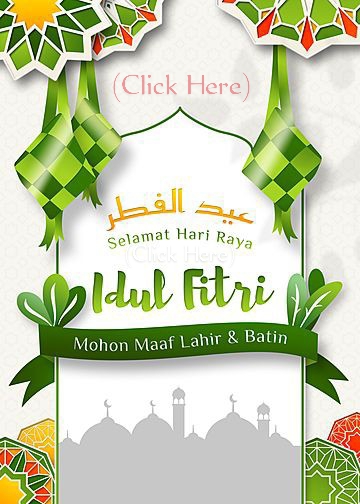 (Click Here)
عيد الفطر
Selamat Hari Raya
(Click Here)
Idul Fitri
Mohon Maaf Lahir & Batin